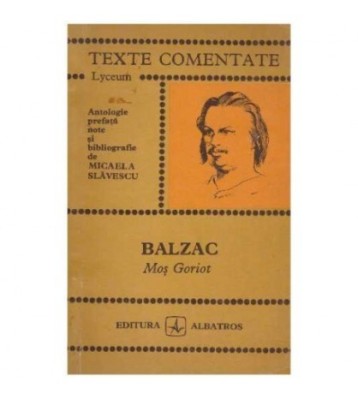 TEXTE COMENTATE
Lyceum
Antologie
prefață
note
și
bibliografie
de
MICAELA
SLĂVESCU
BALZAC
Moș Goriot
EDITURA A ALBATROS